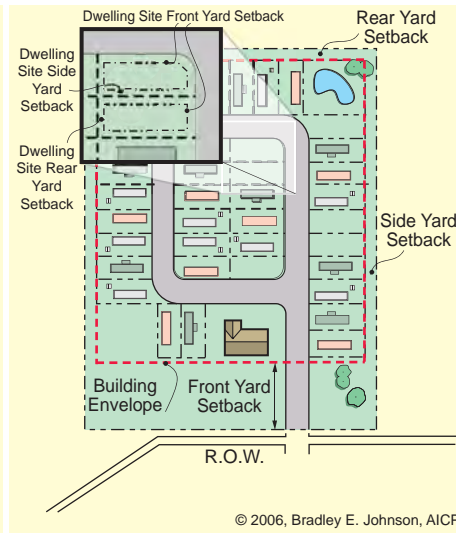 Dwelling Site Front Yard Setback
Rear Yard
Setback
Dwelling
Site Side
Yard
Setback
Dwelling
Site Rear
Yard
Setback
Side Yard
Setback
Building
Envelope
Front Yard
Setback
R.O.W.
© 2006, Bradley E. Johnson, AICP